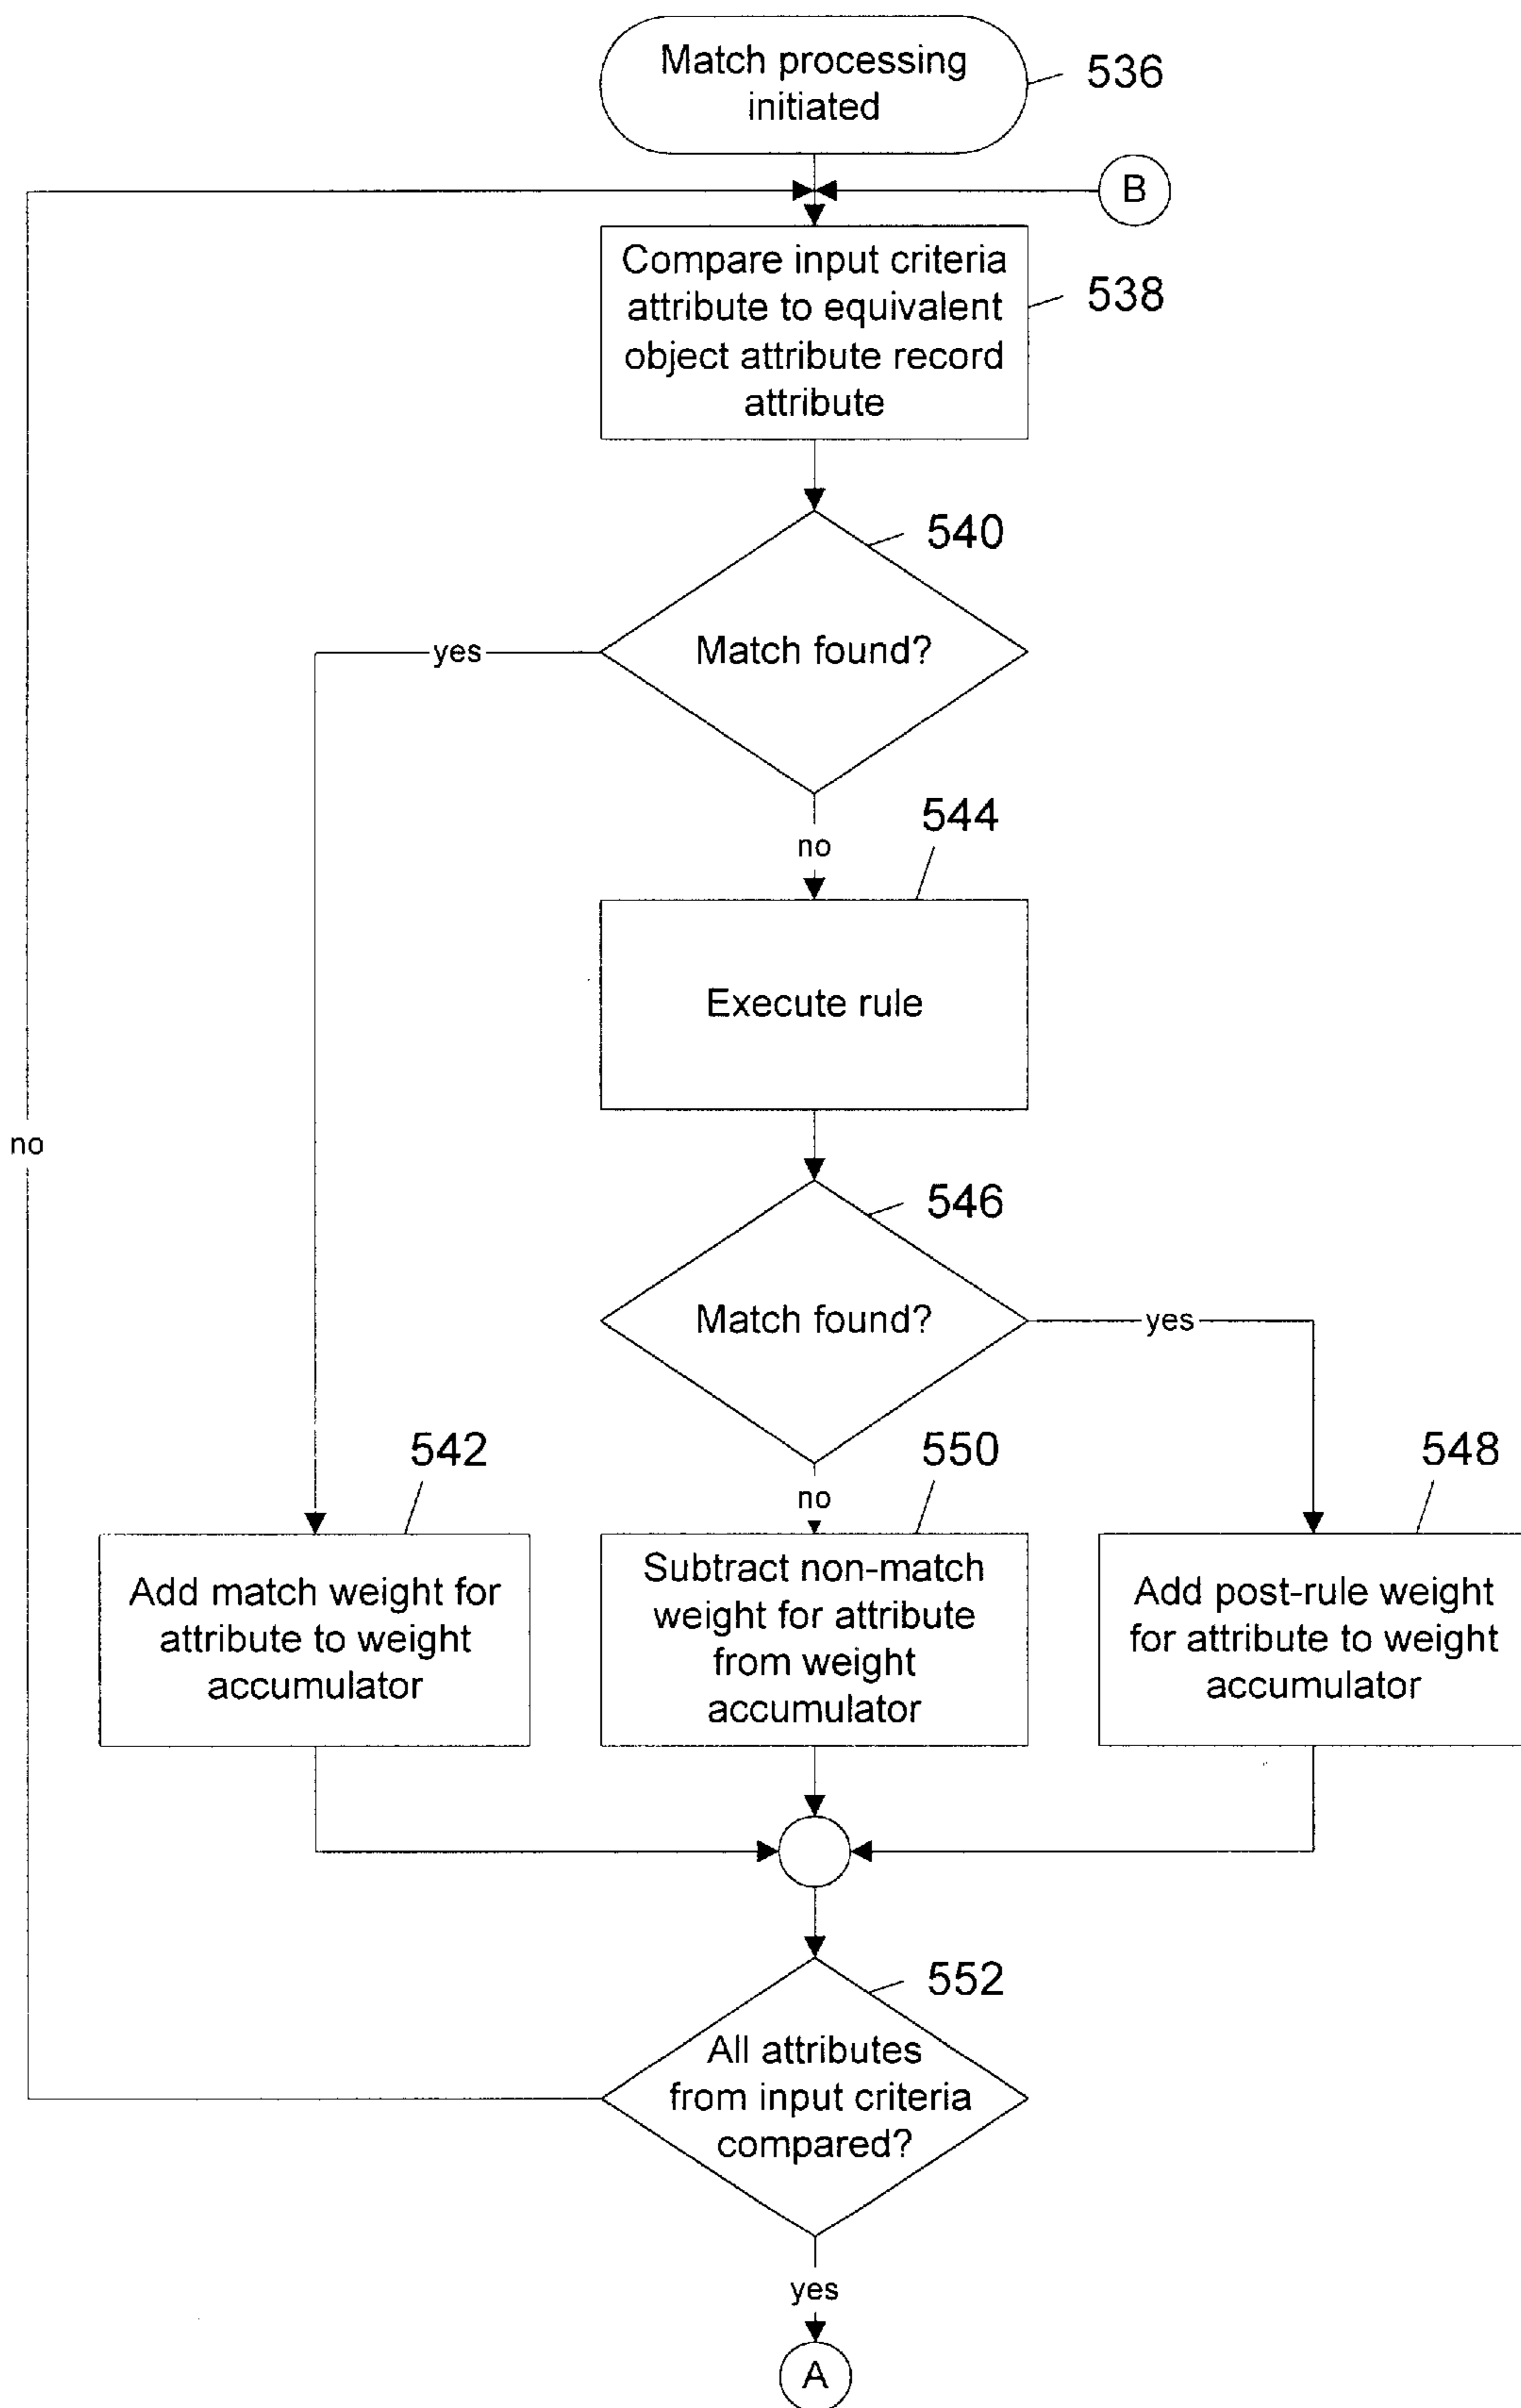 Match processing
initiated
536
B
Compare input criteria
attribute to equivalent
object attribute record
attribute
538
540
Match found?
yes
no
544
Execute rule
no
546
Match found?
yes
no
542
Add match weight for
attribute to weight
accumulator
550
Subtract non-match
weight for attribute
from weight
accumulator
548
Add post-rule weight
for attribute to weight
accumulator
552
All attributes
from input criteria
compared?
yes
A